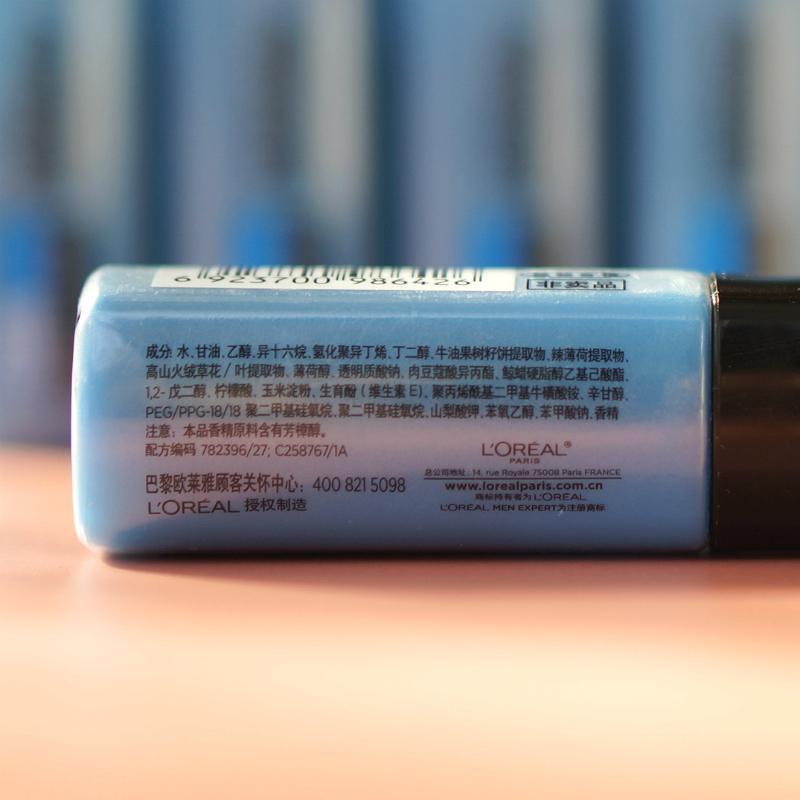 6 923700 986426
非卖品
成分: 水、甘油、乙醇、异十六烷、氢化聚异丁烯、丁二醇、牛油果树籽饼提取物、辣薄荷提取物、
高山火绒草花/叶提取物、薄荷醇、透明质酸钠、肉豆蔻酸异丙酯、鲸蜡硬脂醇乙基己酸酯、
1,2-戊二醇、柠檬酸、玉米淀粉、生育酚(维生素E)、聚丙烯酰基二甲基牛磺酸铵、辛甘醇、
PEG/PPG-18/18 聚二甲基硅氧烷、聚二甲基硅氧烷、山梨酸钾、苯氧乙醇、苯甲酸钠、香精
注意: 本品香精原料含有芳樟醇。
配方编码 782396/27; C258767/1A
巴黎欧莱雅顾客关怀中心: 400 821 5098
L'ORÉAL 授权制造
L'ORÉAL®
PARIS
总公司地址: 14, rue Royale 75008 Paris FRANCE
www.lorealparis.com.cn
商标持有者为 L'ORÉAL
L'ORÉAL, MEN EXPERT为注册商标